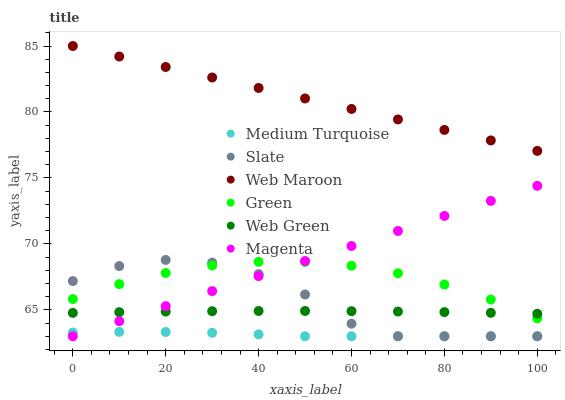 title
85
80
75
70
65
yaxis_label
Medium Turquoise
Slate
Web Maroon
Green
Web Green
Magenta
0 20 40 60 80 100
xaxis_label